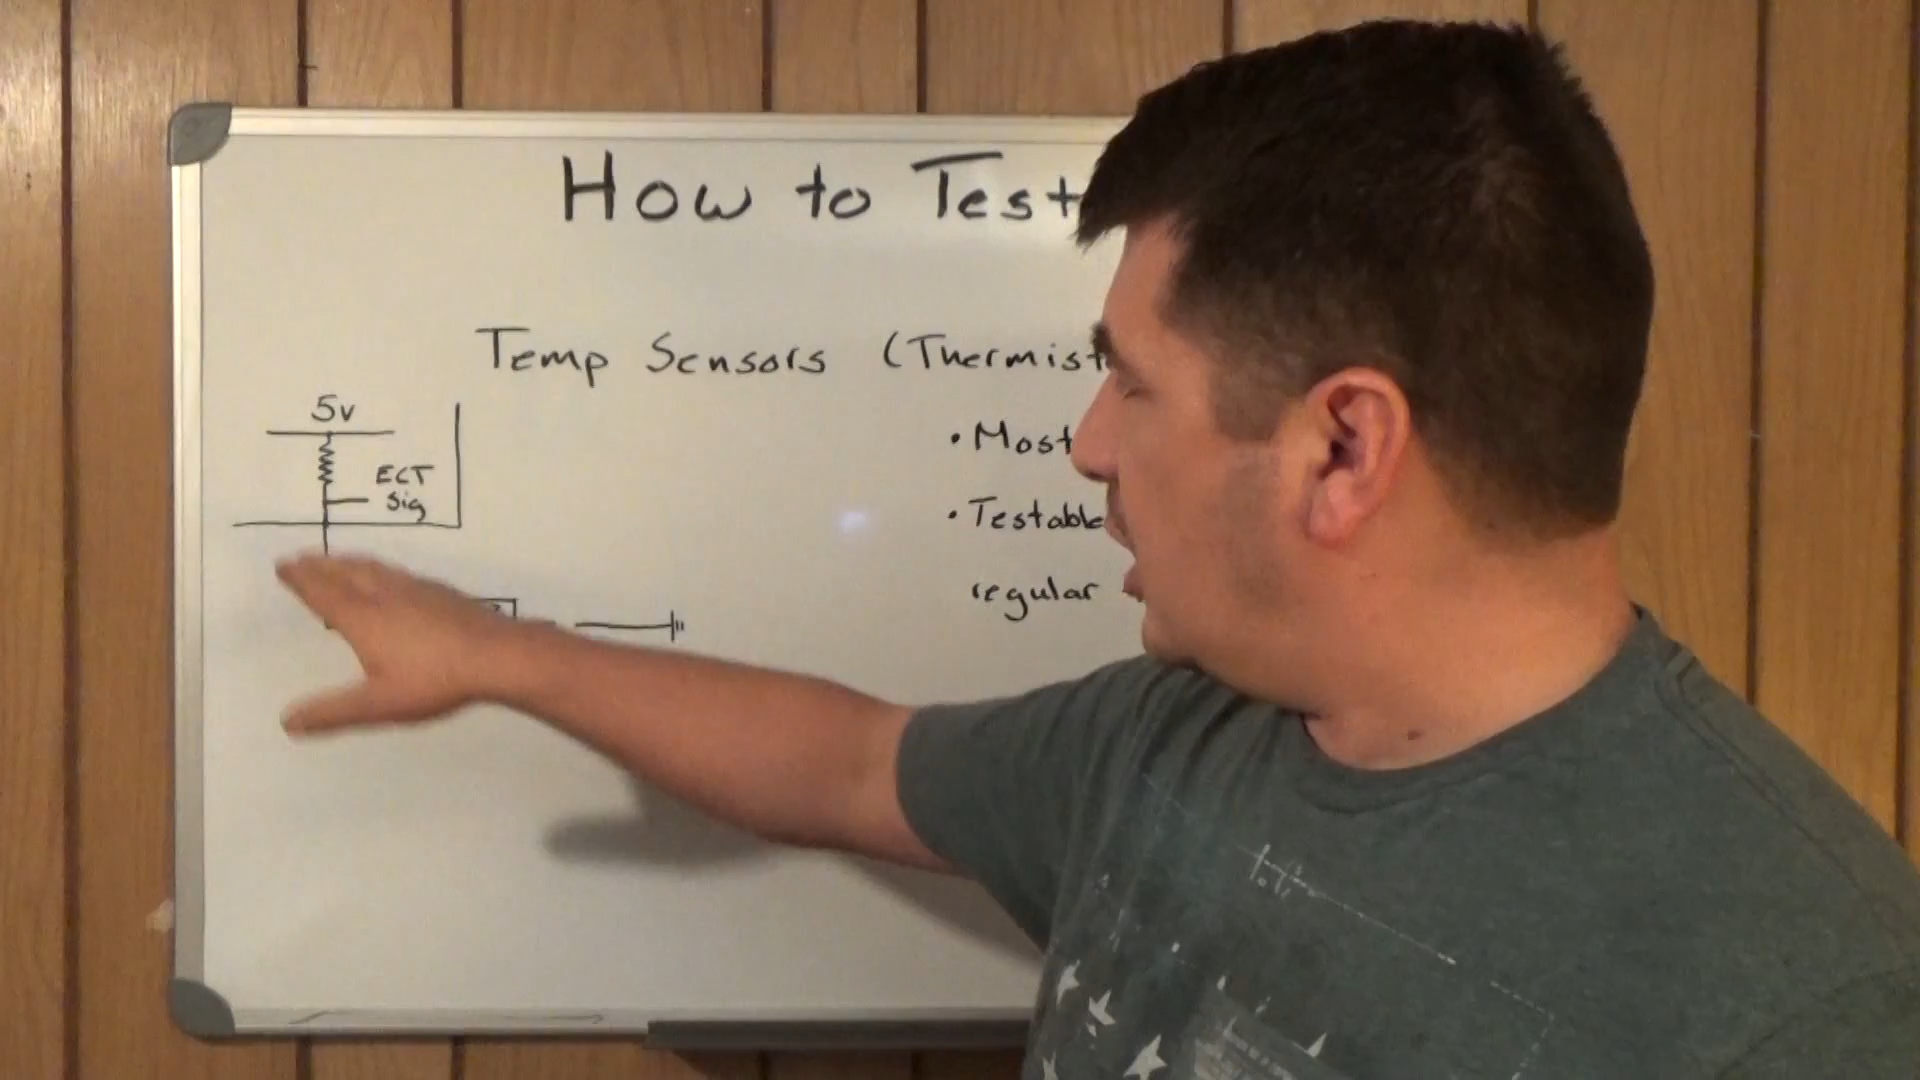 How to Test
Temp Sensors (Thermist
5v
ECT
Sig
• Most
• Testable
regular